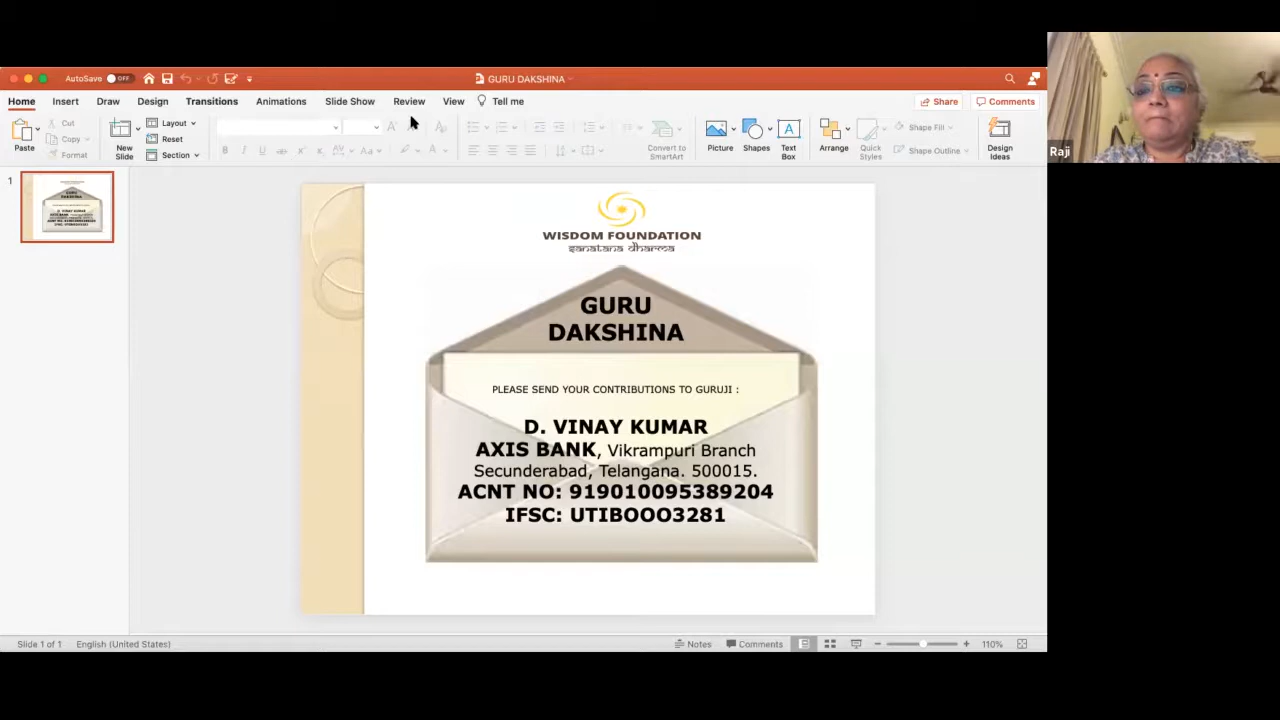 AutoSave OFF
GURU DAKSHINA
Home Insert Draw Design Transitions Animations Slide Show Review View Tell me
Share Comments
Paste
Cut
Copy
Format
New Slide
Layout
Reset
Section
Convert to SmartArt
Picture
Shapes
Text Box
Arrange
Quick Styles
Shape Fill
Shape Outline
Design Ideas
Raji
1
WISDOM FOUNDATION
sanatana dharma
GURU
DAKSHINA
PLEASE SEND YOUR CONTRIBUTIONS TO GURUJI :
D. VINAY KUMAR
AXIS BANK, Vikrampuri Branch
Secunderabad, Telangana. 500015.
ACNT NO: 919010095389204
IFSC: UTIBOOO3281
Slide 1 of 1 English (United States)
Notes Comments 110%